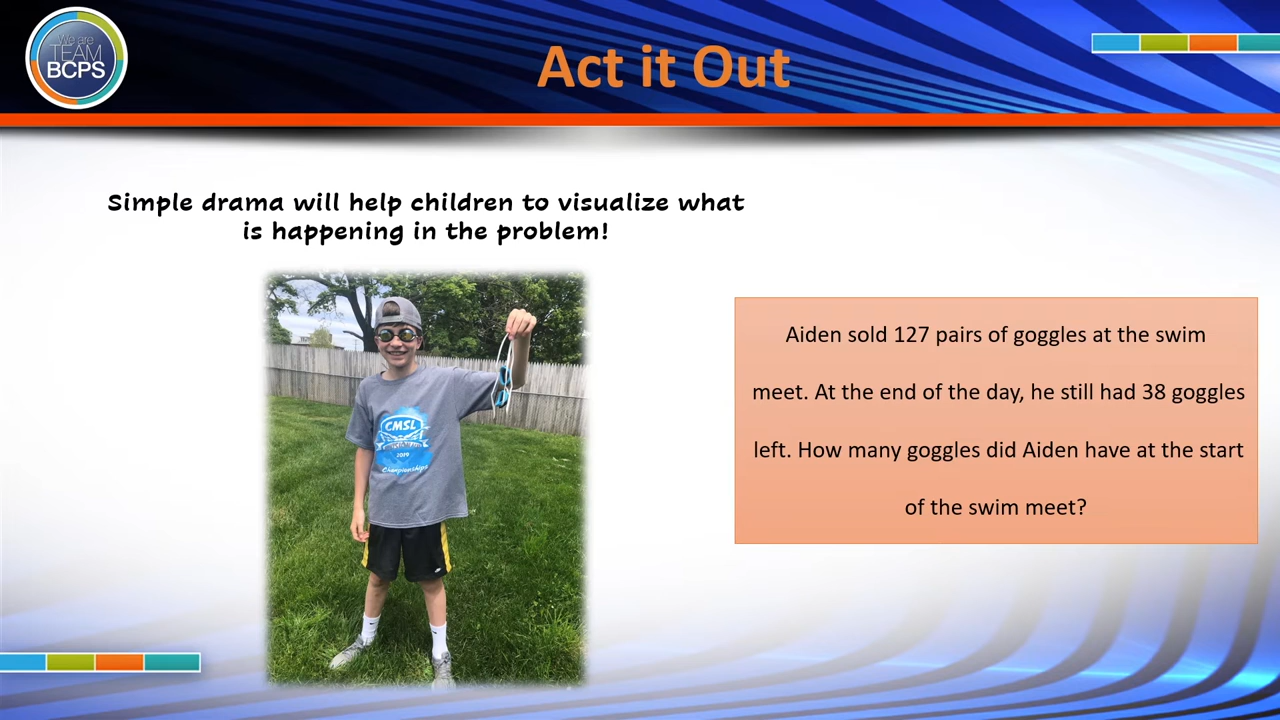 We are
TEAM
BCPS
Act it Out
Simple drama will help children to visualize what
is happening in the problem!
CMSL
2019
Championships
Aiden sold 127 pairs of goggles at the swim
meet. At the end of the day, he still had 38 goggles
left. How many goggles did Aiden have at the start
of the swim meet?